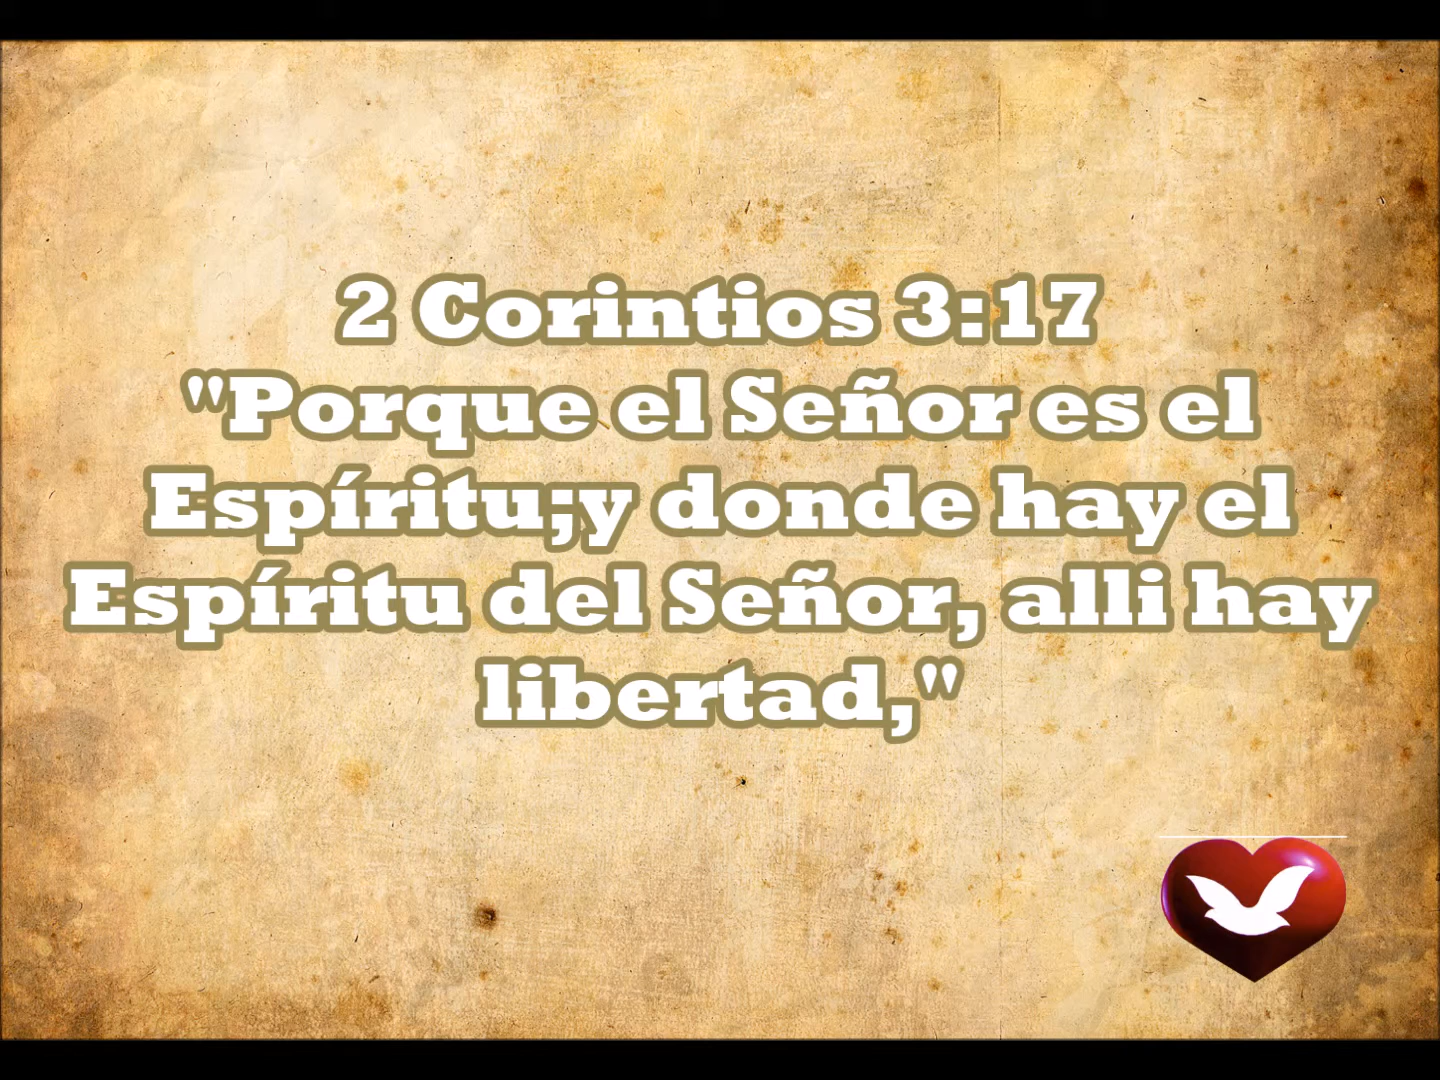 2 Corintios 3:17
"Porque el Señor es el
Espíritu;y donde hay el
Espíritu del Señor, alli hay
libertad,"